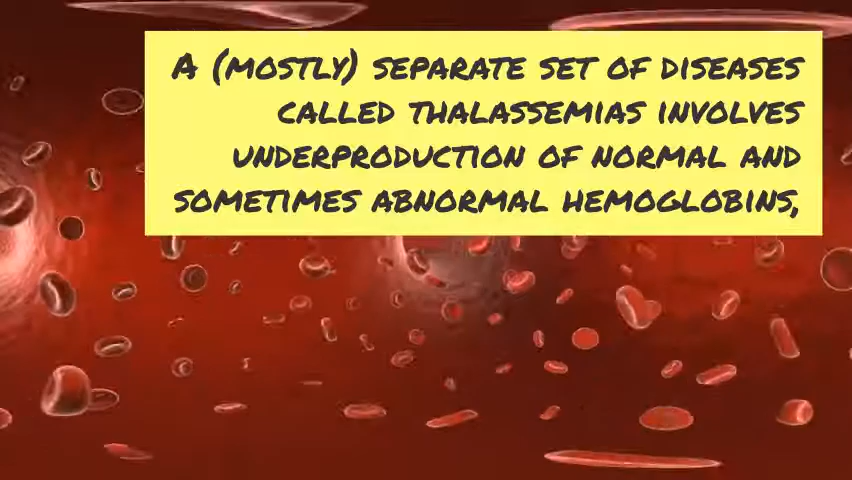 A (MOSTLY) SEPARATE SET OF DISEASES
CALLED THALASSEMIAS INVOLVES
UNDERPRODUCTION OF NORMAL AND
SOMETIMES ABNORMAL HEMOGLOBINS,